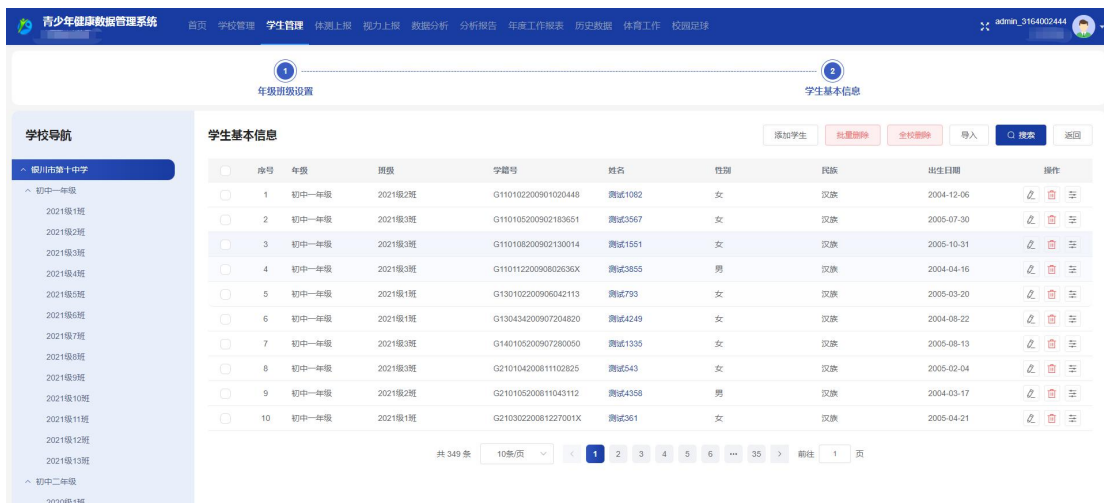 青少年健康数据管理系统
首页 学校管理 学生管理 体测上报 视力上报 数据分析 分析报告 年度工作报表 历史数据 体育工作 校园足球
admin_3164002444
1
年级班级设置
2
学生基本信息
学校导航
银川市第十中学
初中一年级
2021级1班
2021级2班
2021级3班
2021级4班
2021级5班
2021级6班
2021级7班
2021级8班
2021级9班
2021级10班
2021级11班
2021级12班
2021级13班
初中二年级
2020级1班
学生基本信息
添加学生 批量删除 全校删除 导入 搜索 返回
序号 年级 班级 学籍号 姓名 性别 民族 出生日期 操作
1 初中一年级 2021级2班 G110102200901020448 测试1082 女 汉族 2004-12-06
2 初中一年级 2021级3班 G110105200902183651 测试3567 女 汉族 2005-07-30
3 初中一年级 2021级3班 G110108200902130014 测试1551 女 汉族 2005-10-31
4 初中一年级 2021级3班 G11011220090802636X 测试3855 男 汉族 2004-04-16
5 初中一年级 2021级1班 G130102200906042113 测试793 女 汉族 2005-03-20
6 初中一年级 2021级1班 G130434200907204820 测试4249 女 汉族 2004-08-22
7 初中一年级 2021级3班 G140105200907280050 测试1335 女 汉族 2005-08-13
8 初中一年级 2021级3班 G210104200811102825 测试543 女 汉族 2005-02-04
9 初中一年级 2021级2班 G210105200811043112 测试4358 男 汉族 2004-03-17
10 初中一年级 2021级1班 G21030220081227001X 测试361 女 汉族 2005-04-21
共 349 条 10条/页 1 2 3 4 5 6 ••• 35 前往 1 页